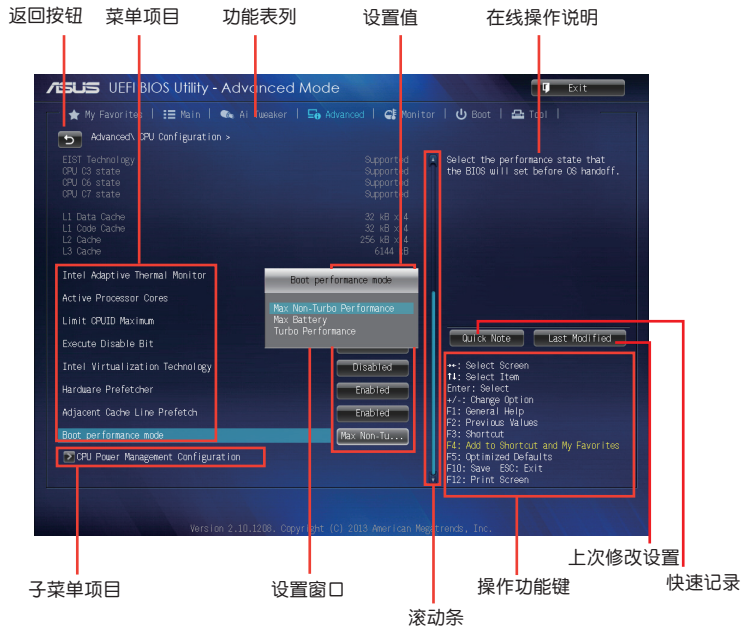 返回按钮 菜单项目 功能表列 设置值 在线操作说明
ASUS UEFI BIOS Utility - Advanced Mode
Exit
My Favorites Main Ai Tweaker Advanced Monitor Boot Tool
Advanced\ CPU Configuration >
EIST Technology Supported
CPU C3 state Supported
CPU C6 state Supported
CPU C7 state Supported
L1 Data Cache 32 kB x 4
L1 Code Cache 32 kB x 4
L2 Cache 256 kB x 4
L3 Cache 6144 kB
Select the performance state that
the BIOS will set before OS handoff.
Intel Adaptive Thermal Monitor
Active Processor Cores
Limit CPUID Maximum
Execute Disable Bit
Intel Virtualization Technology Disabled
Hardware Prefetcher Enabled
Adjacent Cache Line Prefetch Enabled
Boot performance mode Max Non-Tu...
CPU Power Management Configuration
Boot performance mode
Max Non-Turbo Performance
Max Battery
Turbo Performance
Quick Note Last Modified
→←: Select Screen
↑↓: Select Item
Enter: Select
+/-: Change Option
F1: General Help
F2: Previous Values
F3: Shortcut
F4: Add to Shortcut and My Favorites
F5: Optimized Defaults
F10: Save ESC: Exit
F12: Print Screen
Version 2.10.1208. Copyright (C) 2013 American Megatrends, Inc.
上次修改设置
子菜单项目 设置窗口 操作功能键 快速记录
滚动条